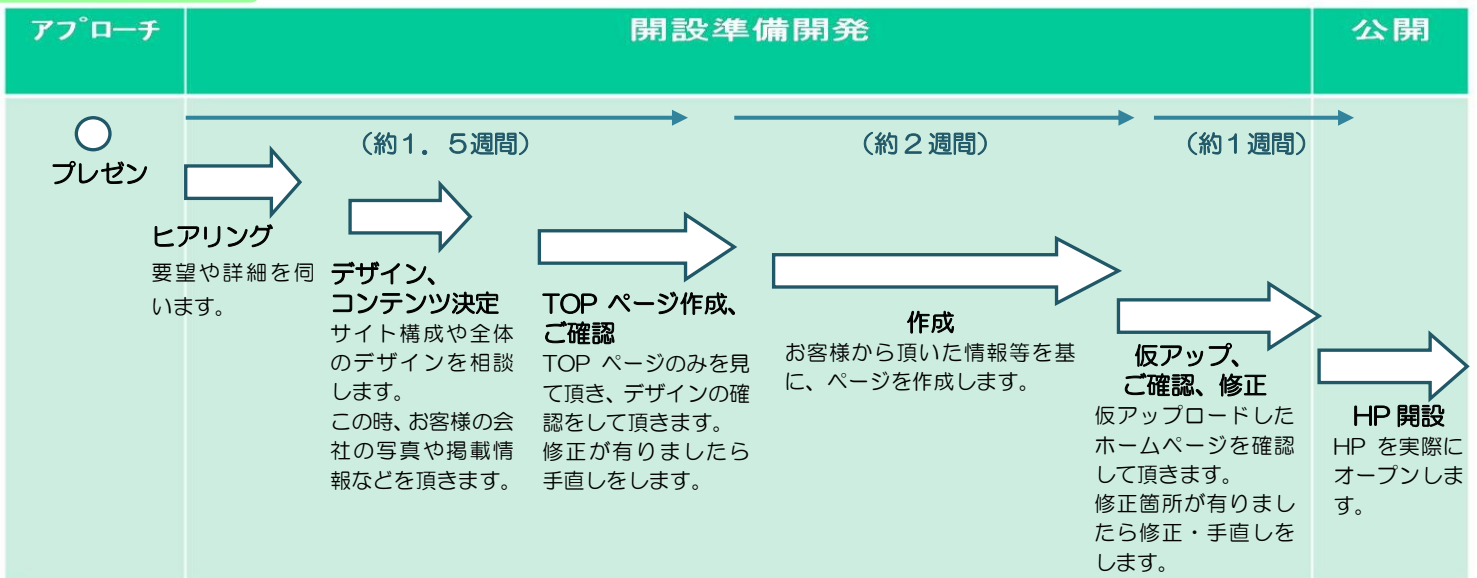 アプローチ
開設準備開発
公開
(約1．5週間)
(約2週間)
(約1週間)
プレゼン
ヒアリング
要望や詳細を伺
います。
デザイン、
コンテンツ決定
サイト構成や全体
のデザインを相談
します。
この時、お客様の会
社の写真や掲載情
報などを頂きます。
TOP ページ作成、
ご確認
TOP ページのみを見
て頂き、デザインの確
認をして頂きます。
修正が有りましたら
手直しをします。
作成
お客様から頂いた情報等を基
に、ページを作成します。
仮アップ、
ご確認、修正
仮アップロードした
ホームページを確認
して頂きます。
修正箇所が有りまし
たら修正・手直しを
します。
HP 開設
HP を実際に
オープンしま
す。